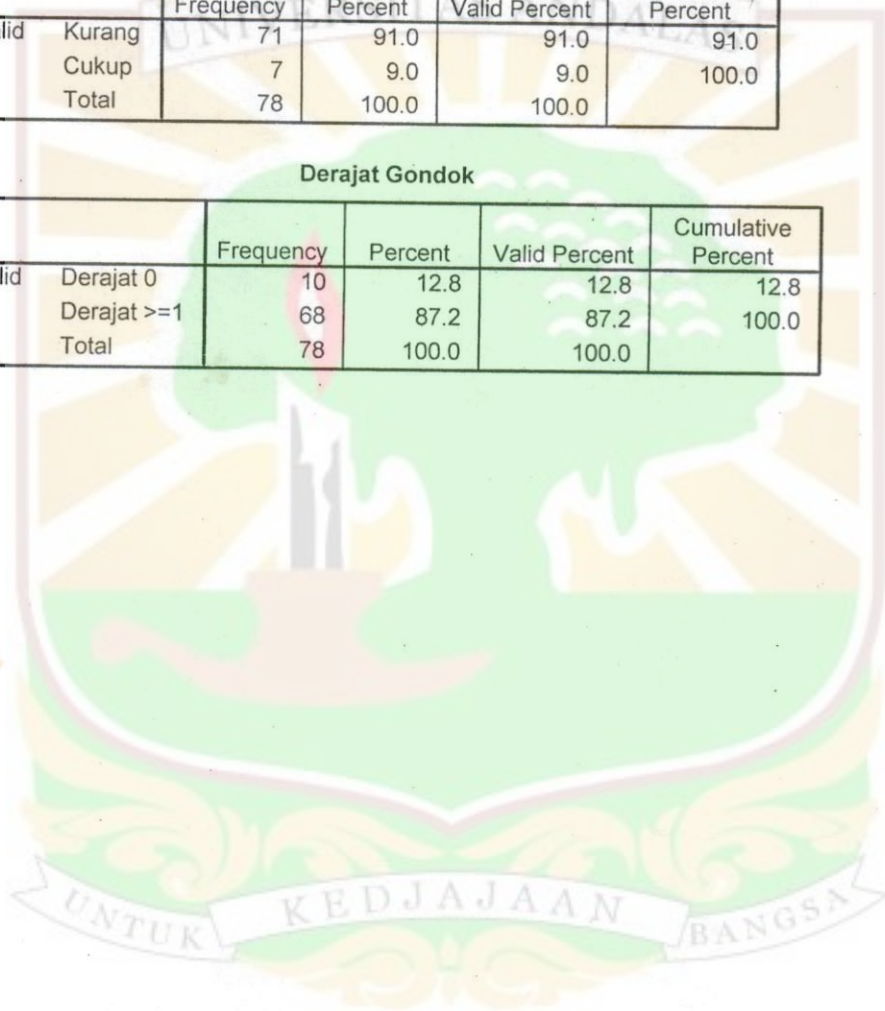 Frequency Percent Valid Percent Percent
lid Kurang 71 91.0 91.0 91.0
Cukup 7 9.0 9.0 100.0
Total 78 100.0 100.0
Derajat Gondok
Cumulative
Frequency Percent Valid Percent Percent
lid Derajat 0 10 12.8 12.8 12.8
Derajat >=1 68 87.2 87.2 100.0
Total 78 100.0 100.0
UNTUK KEDJAJAAN BANGSA